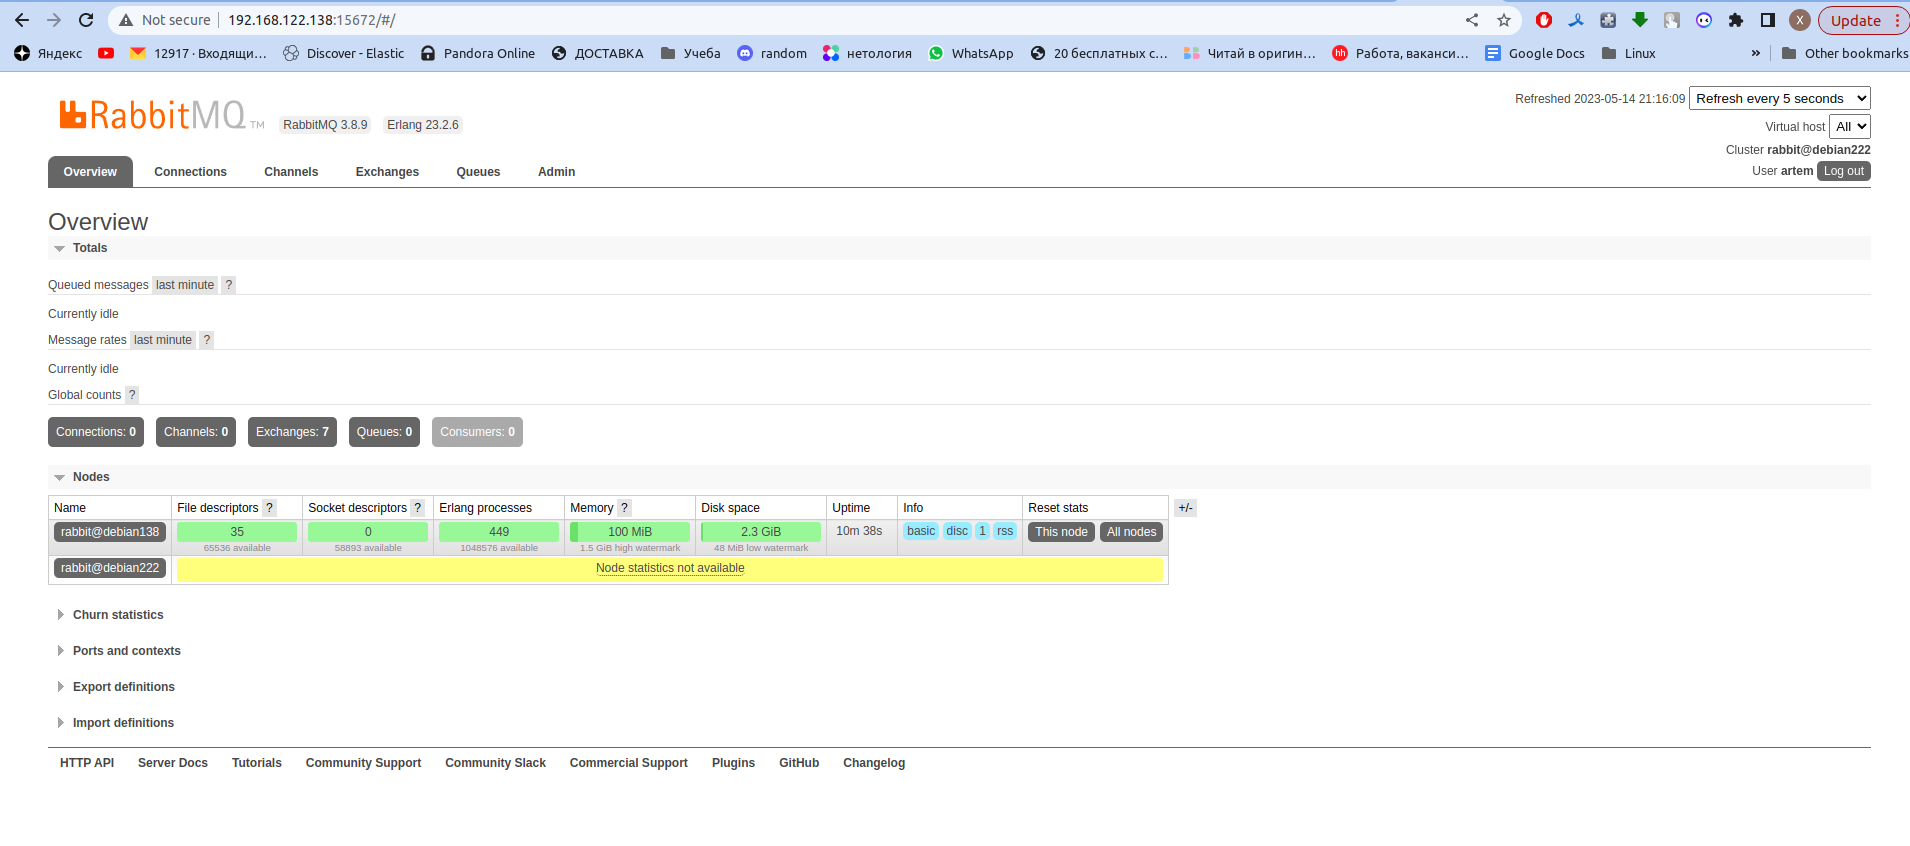 Not secure 192.168.122.138:15672/#/ X Update
Яндекс 12917 · Входящи… Discover - Elastic Pandora Online ДОСТАВКА Учеба random нетология WhatsApp 20 бесплатных с… Читай в оригин… hh Работа, ваканси… Google Docs Linux » Other bookmarks
RabbitMQ TM RabbitMQ 3.8.9 Erlang 23.2.6
Refreshed 2023-05-14 21:16:09 Refresh every 5 seconds
Virtual host All
Cluster rabbit@debian222
User artem Log out
Overview Connections Channels Exchanges Queues Admin
Overview
Totals
Queued messages last minute ?
Currently idle
Message rates last minute ?
Currently idle
Global counts ?
Connections: 0 Channels: 0 Exchanges: 7 Queues: 0 Consumers: 0
Nodes
Name File descriptors ? Socket descriptors ? Erlang processes Memory ? Disk space Uptime Info Reset stats +/-
rabbit@debian138 35 0 449 100 MiB 2.3 GiB 10m 38s basic disc 1 rss This node All nodes
65536 available 58893 available 1048576 available 1.5 GiB high watermark 48 MiB low watermark
rabbit@debian222 Node statistics not available
Churn statistics
Ports and contexts
Export definitions
Import definitions
HTTP API Server Docs Tutorials Community Support Community Slack Commercial Support Plugins GitHub Changelog